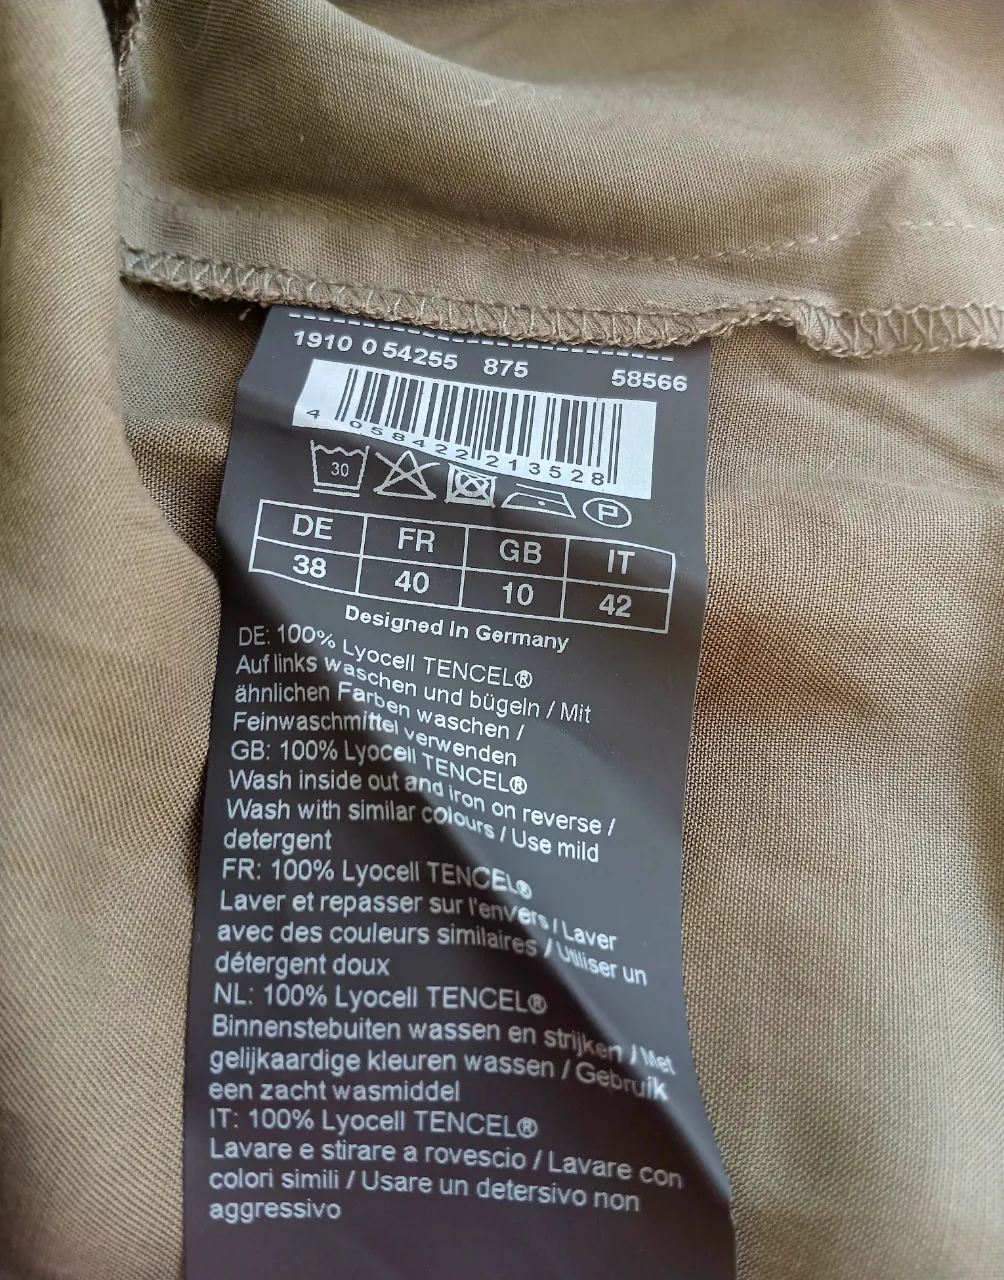 1910 0 54255 875 58566
4 058422 213528
30 P
DE FR GB IT
38 40 10 42
Designed In Germany
DE: 100% Lyocell TENCEL®
Auf links waschen und bügeln / Mit
ähnlichen Farben waschen /
Feinwaschmittel verwenden
GB: 100% Lyocell TENCEL®
Wash inside out and iron on reverse /
Wash with similar colours / Use mild
detergent
FR: 100% Lyocell TENCEL®
Laver et repasser sur l'envers / Laver
avec des couleurs similaires / Utiliser un
détergent doux
NL: 100% Lyocell TENCEL®
Binnenstebuiten wassen en strijken / Met
gelijkaardige kleuren wassen / Gebruik
een zacht wasmiddel
IT: 100% Lyocell TENCEL®
Lavare e stirare a rovescio / Lavare con
colori simili / Usare un detersivo non
aggressivo